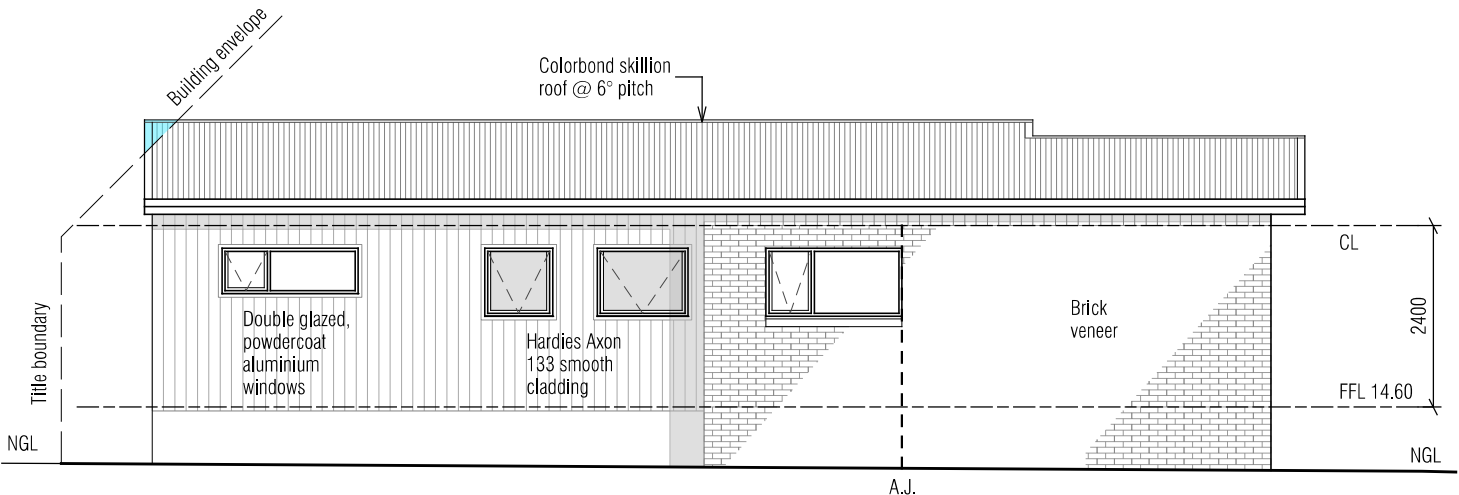 Building envelope
Colorbond skillion
roof @ 6° pitch
CL
2400
Title boundary
Double glazed,
powdercoat
aluminium
windows
Hardies Axon
133 smooth
cladding
Brick
veneer
FFL 14.60
NGL
NGL
A.J.